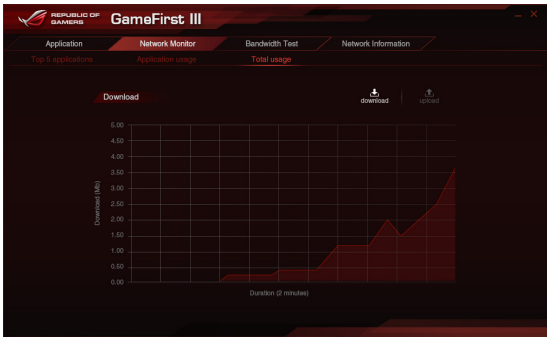 REPUBLIC OF
GAMERS
GameFirst III
Application Network Monitor Bandwidth Test Network Information
Top 5 applications Application usage Total usage
Download
download upload
5.00
4.50
4.00
3.50
3.00
2.50
2.00
1.50
1.00
0.50
0.00
Download (Mb)
Duration (2 minutes)